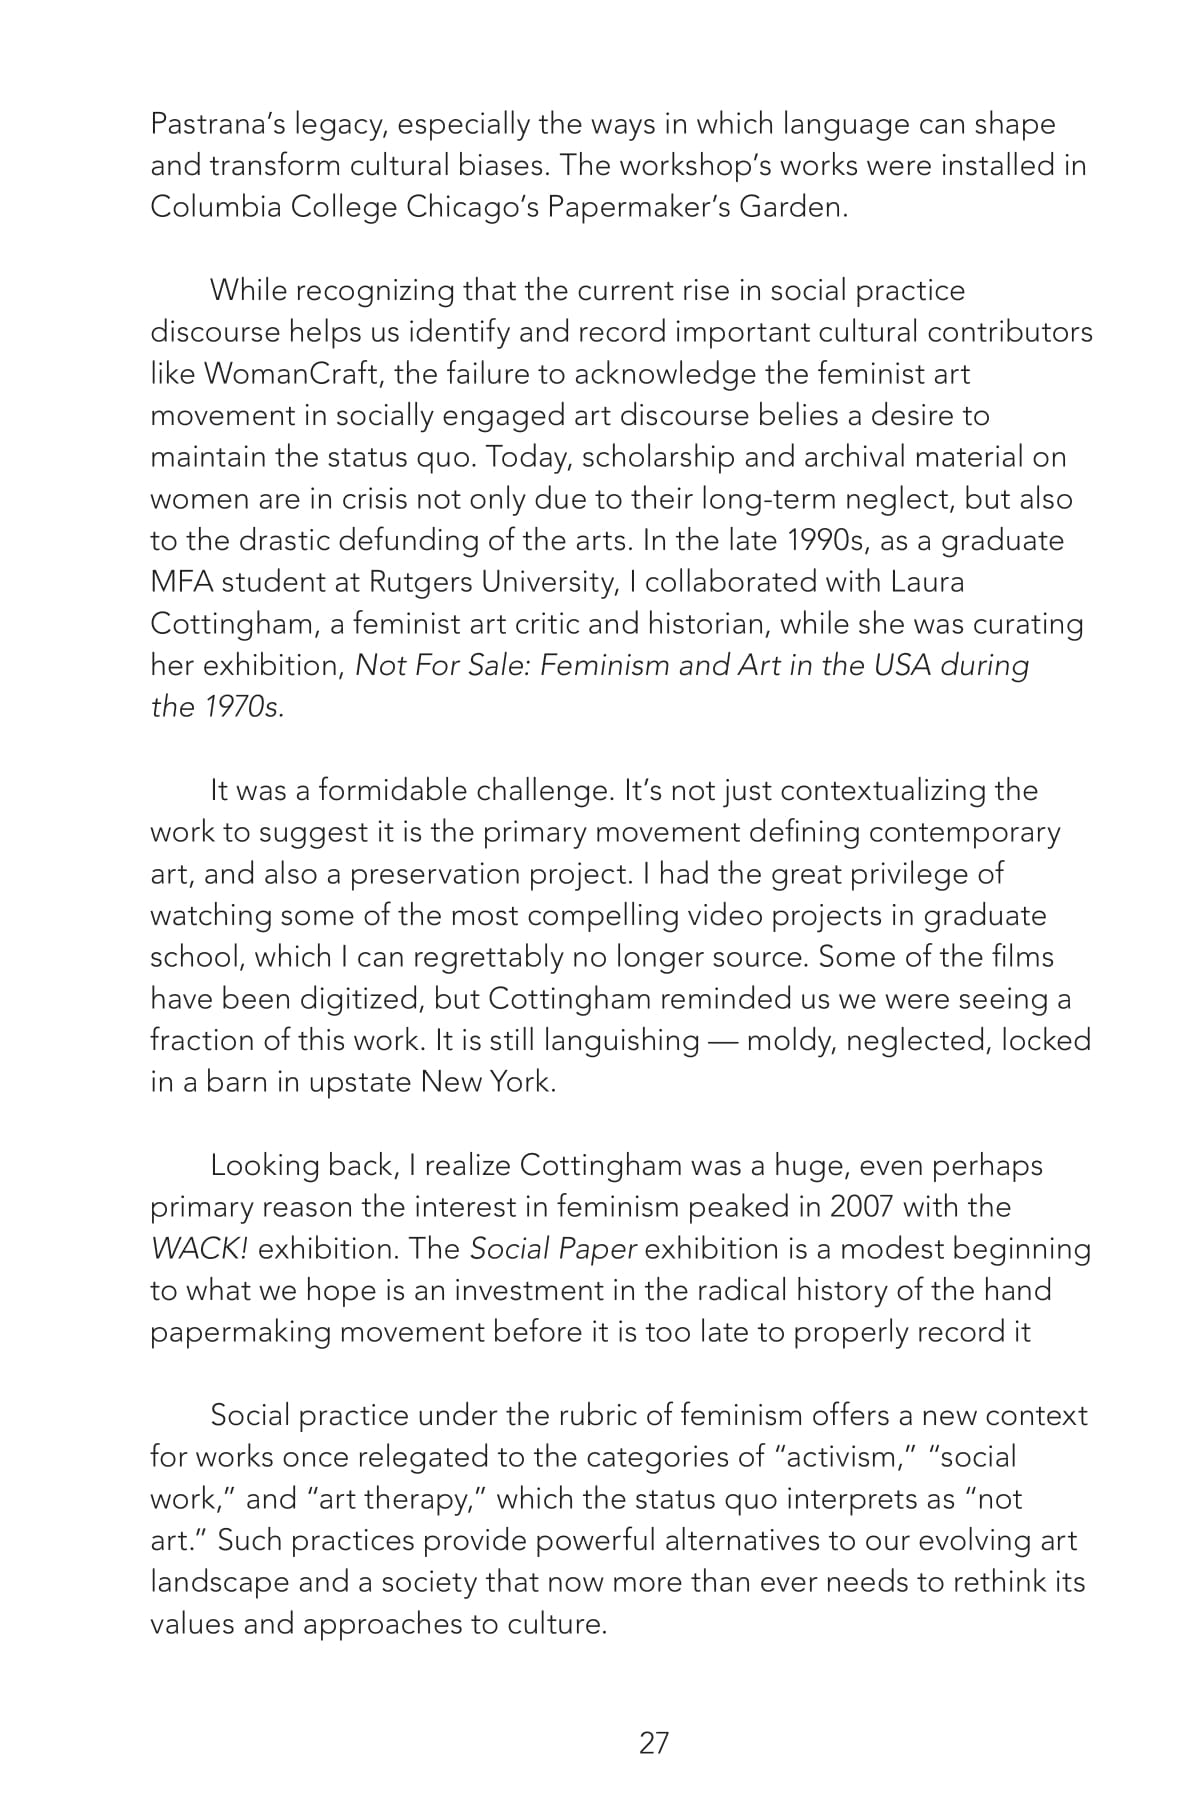 Pastrana’s legacy, especially the ways in which language can shape
and transform cultural biases. The workshop’s works were installed in
Columbia College Chicago’s Papermaker’s Garden.
While recognizing that the current rise in social practice
discourse helps us identify and record important cultural contributors
like WomanCraft, the failure to acknowledge the feminist art
movement in socially engaged art discourse belies a desire to
maintain the status quo. Today, scholarship and archival material on
women are in crisis not only due to their long-term neglect, but also
to the drastic defunding of the arts. In the late 1990s, as a graduate
MFA student at Rutgers University, I collaborated with Laura
Cottingham, a feminist art critic and historian, while she was curating
her exhibition, Not For Sale: Feminism and Art in the USA during
the 1970s.
It was a formidable challenge. It’s not just contextualizing the
work to suggest it is the primary movement defining contemporary
art, and also a preservation project. I had the great privilege of
watching some of the most compelling video projects in graduate
school, which I can regrettably no longer source. Some of the films
have been digitized, but Cottingham reminded us we were seeing a
fraction of this work. It is still languishing — moldy, neglected, locked
in a barn in upstate New York.
Looking back, I realize Cottingham was a huge, even perhaps
primary reason the interest in feminism peaked in 2007 with the
WACK! exhibition. The Social Paper exhibition is a modest beginning
to what we hope is an investment in the radical history of the hand
papermaking movement before it is too late to properly record it
Social practice under the rubric of feminism offers a new context
for works once relegated to the categories of “activism,” “social
work,” and “art therapy,” which the status quo interprets as “not
art.” Such practices provide powerful alternatives to our evolving art
landscape and a society that now more than ever needs to rethink its
values and approaches to culture.
27